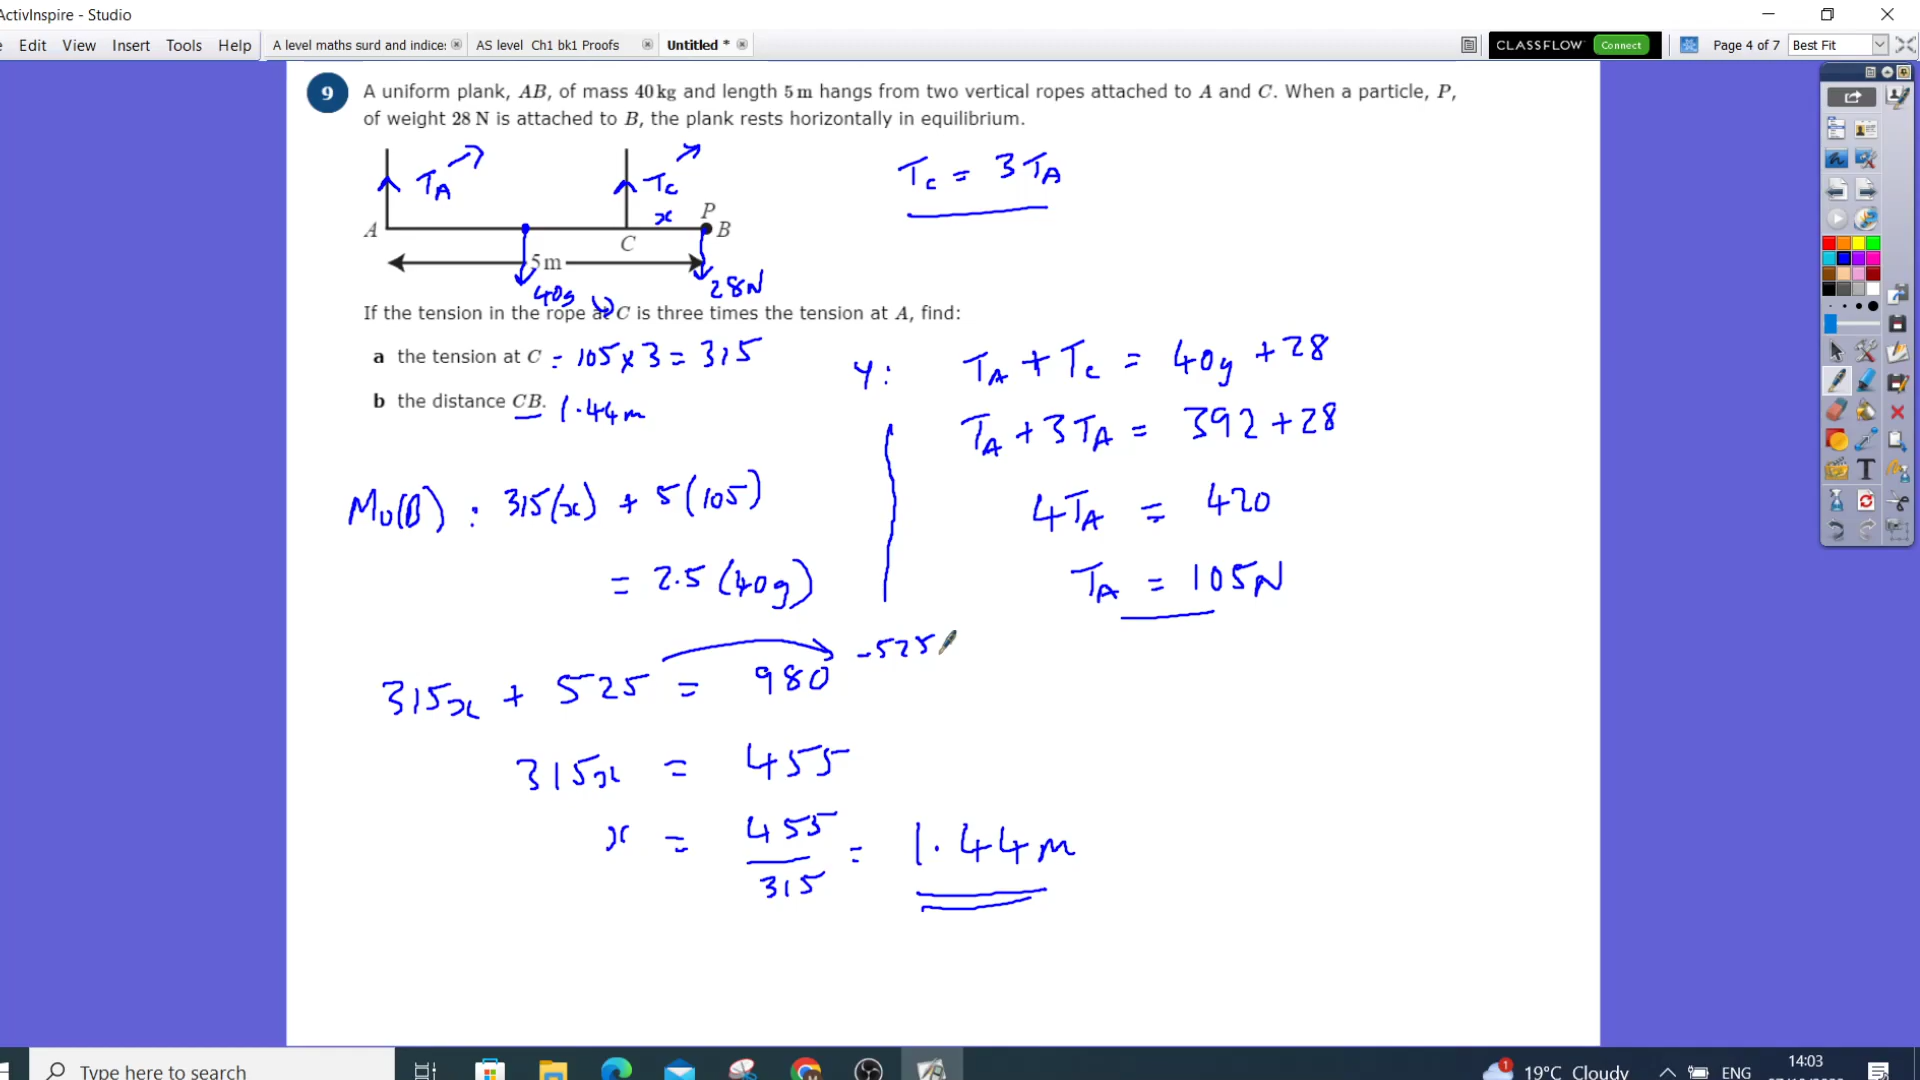 ActivInspire - Studio
Edit View Insert Tools Help
A level maths surd and indice: AS level Ch1 bk1 Proofs Untitled *
CLASSFLOW Connect Page 4 of 7 Best Fit
9 A uniform plank, AB, of mass 40 kg and length 5 m hangs from two vertical ropes attached to A and C. When a particle, P,
of weight 28 N is attached to B, the plank rests horizontally in equilibrium.
T_A T_C
x P
A C B
5 m
40g 28N
T_C = 3T_A
If the tension in the rope at C is three times the tension at A, find:
a the tension at C = 105 x 3 = 315
b the distance CB. 1.44m
Y: T_A + T_C = 40g + 28
T_A + 3T_A = 392 + 28
4T_A = 420
T_A = 105N
M↻(B) : 315(x) + 5(105)
= 2.5(40g)
315x + 525 = 980 -525
315x = 455
x = 455/315 = 1.44m
Type here to search
1 19°C Cloudy ENG 14:03